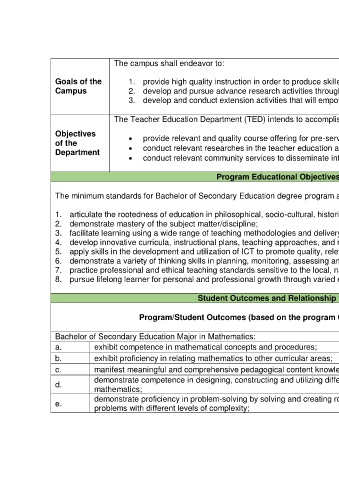 The campus shall endeavor to:
Goals of the
Campus
1. provide high quality instruction in order to produce skille
2. develop and pursue advance research activities throug
3. develop and conduct extension activities that will empo
The Teacher Education Department (TED) intends to accomplis
Objectives
of the
Department
• provide relevant and quality course offering for pre-serv
• conduct relevant researches in the teacher education a
• conduct relevant community services to disseminate int
Program Educational Objectives
The minimum standards for Bachelor of Secondary Education degree program a
1. articulate the rootedness of education in philosophical, socio-cultural, histori
2. demonstrate mastery of the subject matter/discipline;
3. facilitate learning using a wide range of teaching methodologies and delivery
4. develop innovative curricula, instructional plans, teaching approaches, and r
5. apply skills in the development and utilization of ICT to promote quality, rele
6. demonstrate a variety of thinking skills in planning, monitoring, assessing an
7. practice professional and ethical teaching standards sensitive to the local, n
8. pursue lifelong learner for personal and professional growth through varied e
Student Outcomes and Relationship
Program/Student Outcomes (based on the program
Bachelor of Secondary Education Major in Mathematics:
a. exhibit competence in mathematical concepts and procedures;
b. exhibit proficiency in relating mathematics to other curricular areas;
c. manifest meaningful and comprehensive pedagogical content knowle
d. demonstrate competence in designing, constructing and utilizing diffe
mathematics;
e. demonstrate proficiency in problem-solving by solving and creating ro
problems with different levels of complexity;